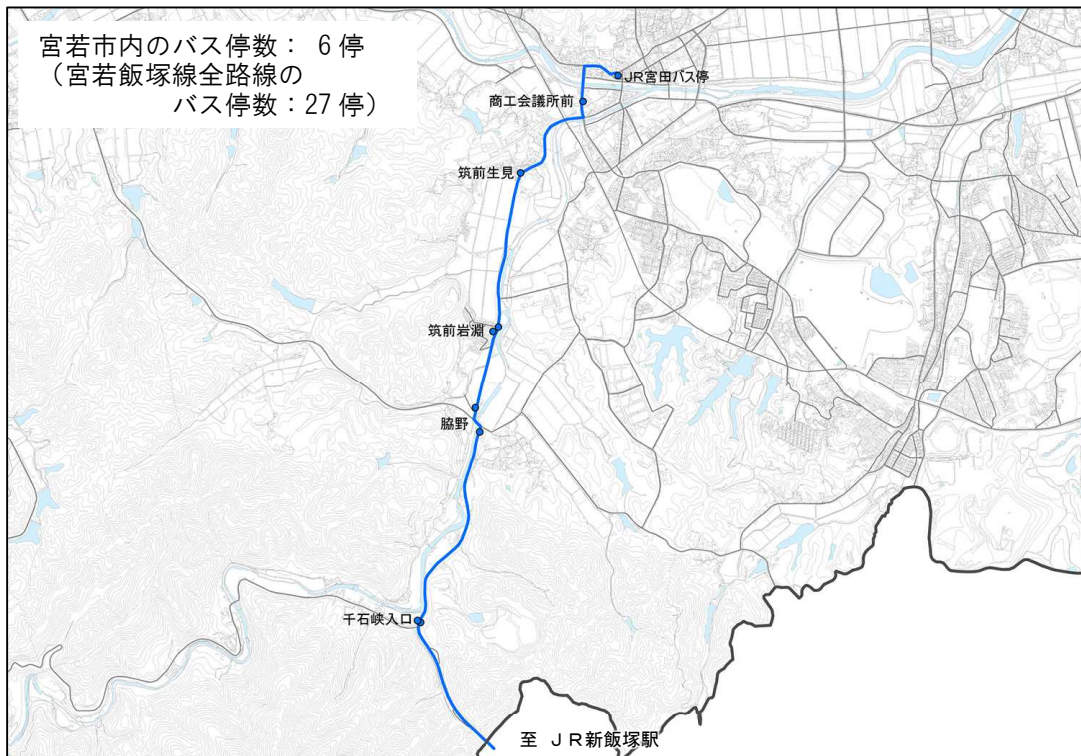 宮若市内のバス停数： 6停
（宮若飯塚線全路線の
バス停数：27停）
JR宮田バス停
商工会議所前
筑前生見
筑前岩淵
脇野
千石峡入口
至 ＪＲ新飯塚駅